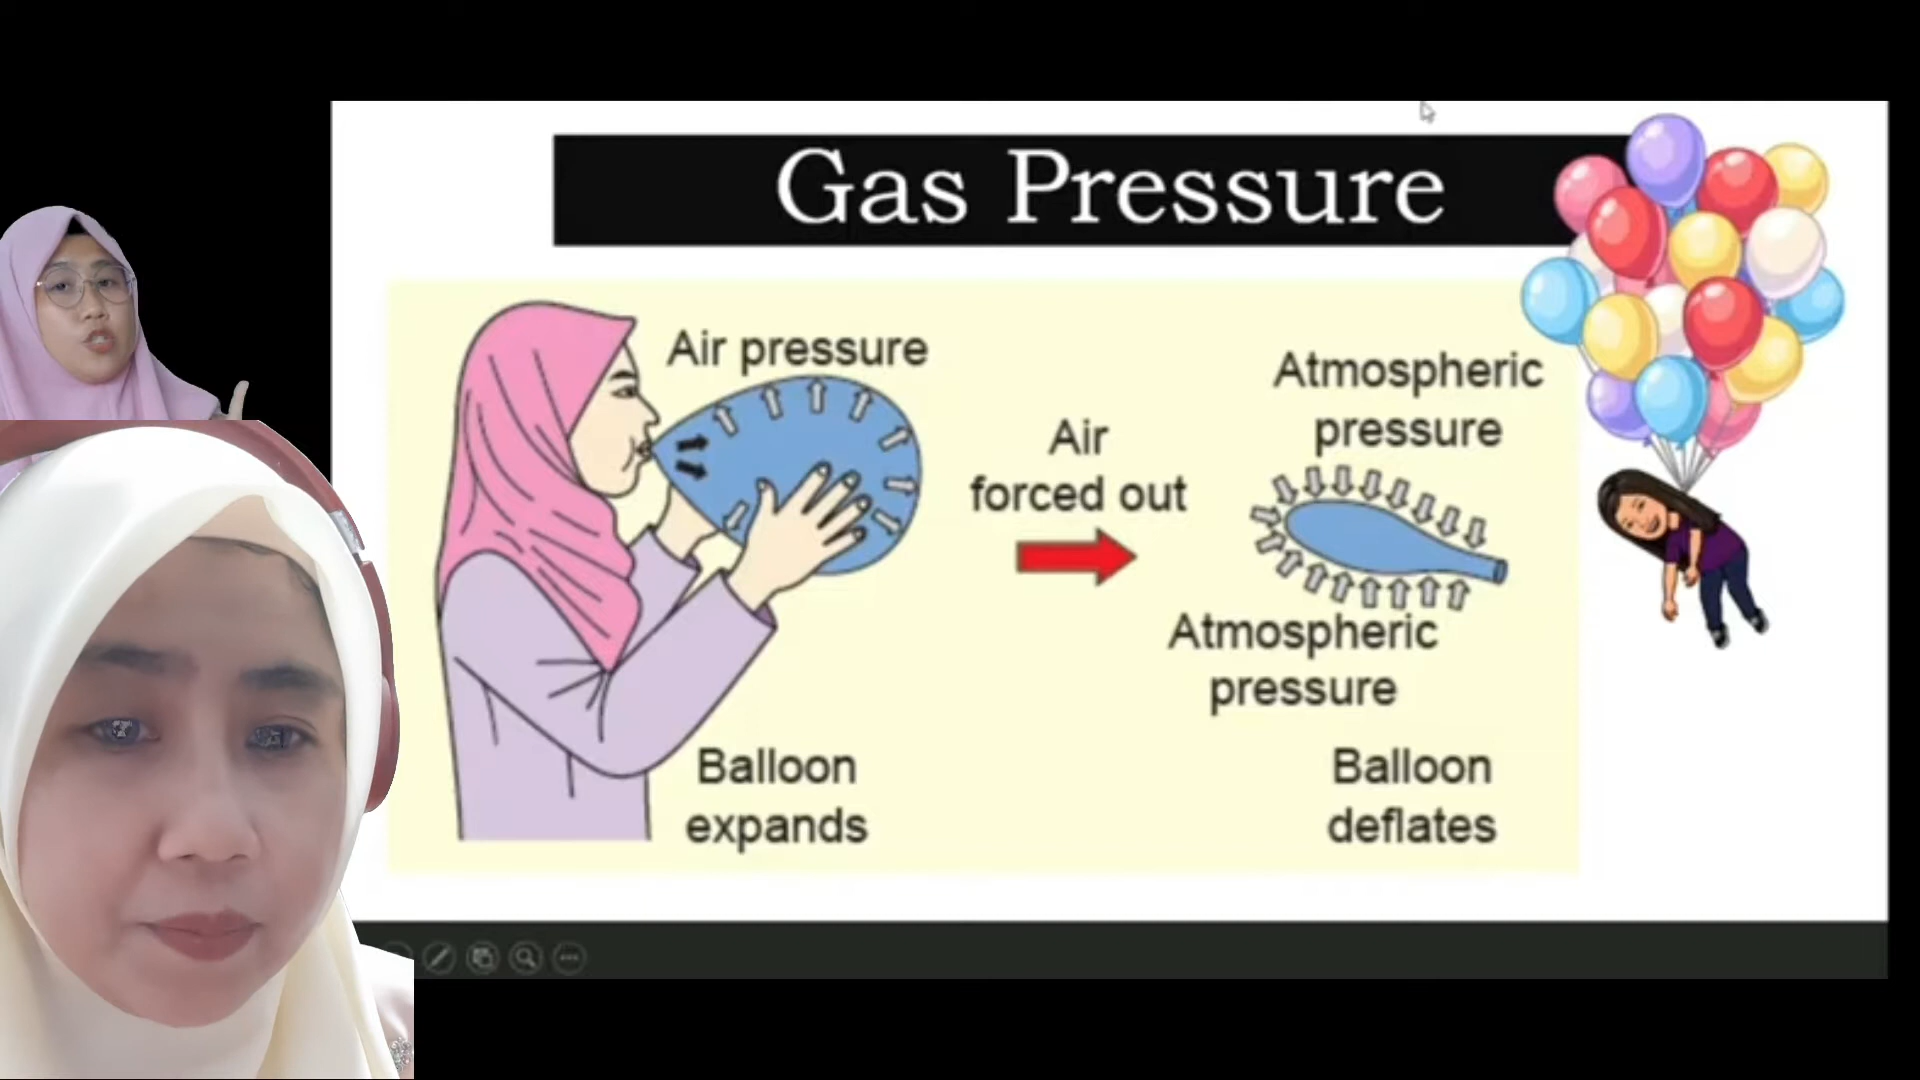 Gas Pressure
Air pressure
Air
forced out
Atmospheric
pressure
Atmospheric
pressure
Balloon
expands
Balloon
deflates